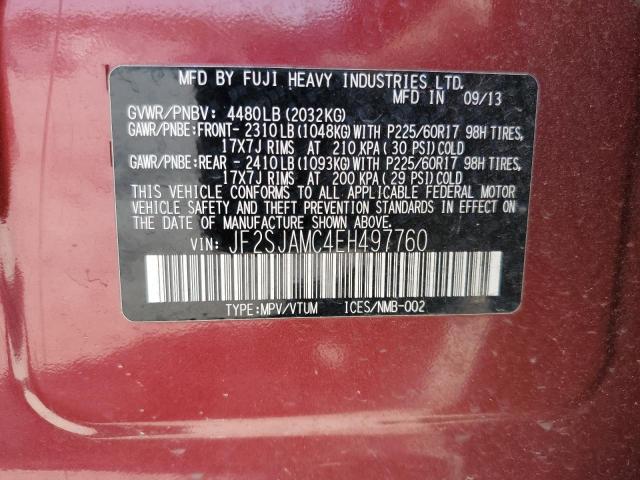 MFD BY FUJI HEAVY INDUSTRIES LTD.
MFD IN 09/13
GVWR/PNBV: 4480LB (2032KG)
GAWR/PNBE:FRONT- 2310LB (1048KG) WITH P225/60R17 98H TIRES,
17X7J RIMS AT 210 KPA ( 30 PSI) COLD
GAWR/PNBE:REAR - 2410LB (1093KG) WITH P225/60R17 98H TIRES,
17X7J RIMS AT 200 KPA ( 29 PSI) COLD
THIS VEHICLE CONFORMS TO ALL APPLICABLE FEDERAL MOTOR
VEHICLE SAFETY AND THEFT PREVENTION STANDARDS IN EFFECT ON THE
DATE OF MANUFACTURE SHOWN ABOVE.
VIN: JF2SJAMC4EH497760
TYPE:MPV/VTUM ICES/NMB-002